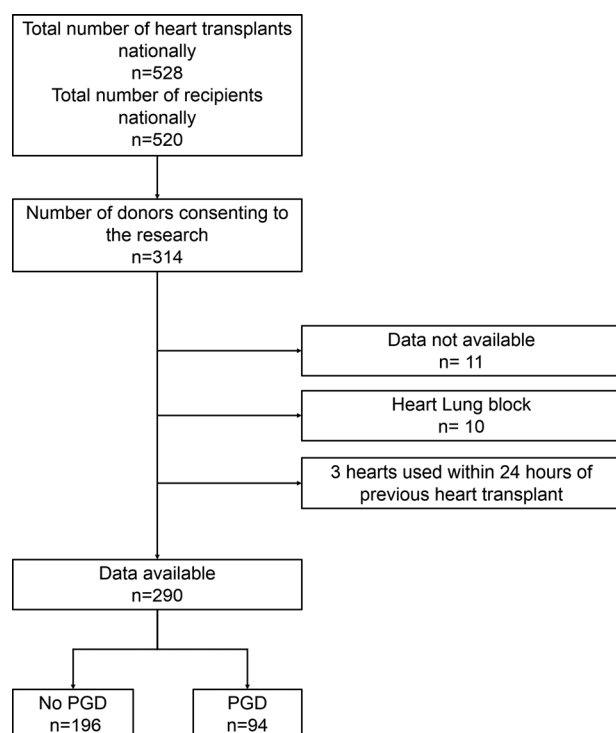 Total number of heart transplants
nationally
n=528
Total number of recipients
nationally
n=520
Number of donors consenting to
the research
n=314
Data not available
n= 11
Heart Lung block
n= 10
3 hearts used within 24 hours of
previous heart transplant
Data available
n=290
No PGD
n=196
PGD
n=94